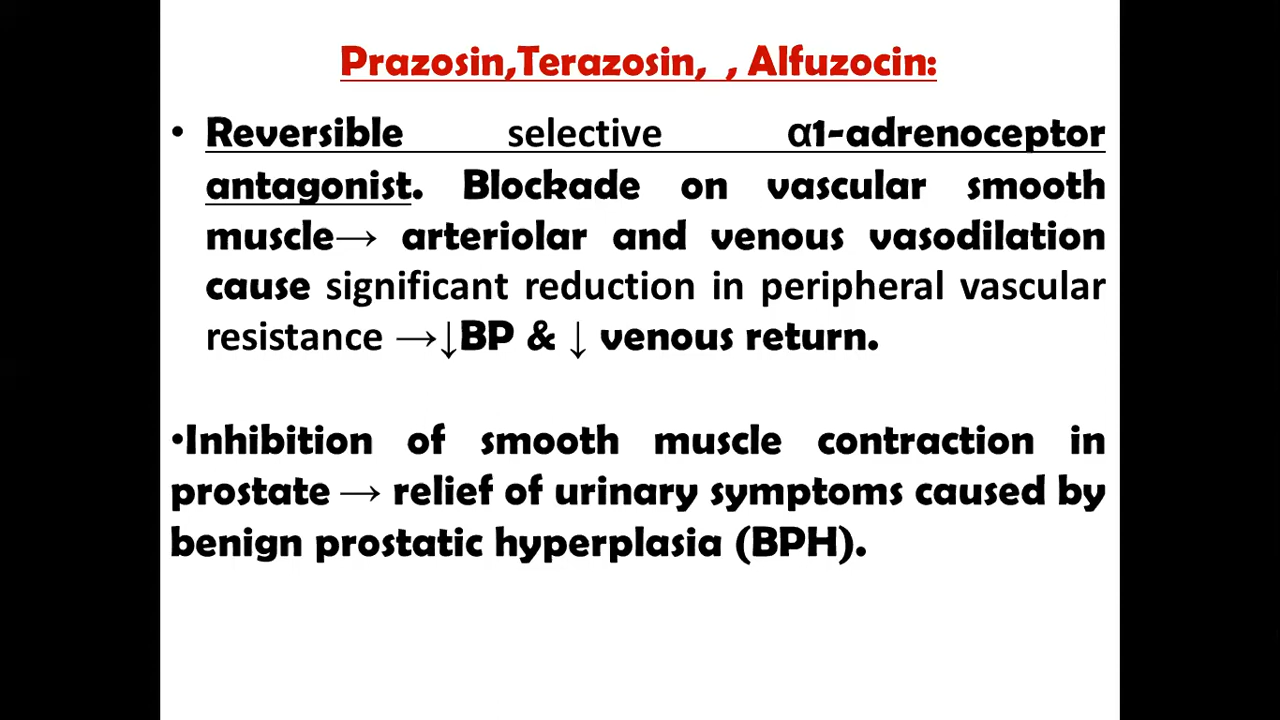 Prazosin,Terazosin, , Alfuzocin:
• Reversible selective α1-adrenoceptor
antagonist. Blockade on vascular smooth
muscle→ arteriolar and venous vasodilation
cause significant reduction in peripheral vascular
resistance →↓BP & ↓ venous return.
•Inhibition of smooth muscle contraction in
prostate → relief of urinary symptoms caused by
benign prostatic hyperplasia (BPH).